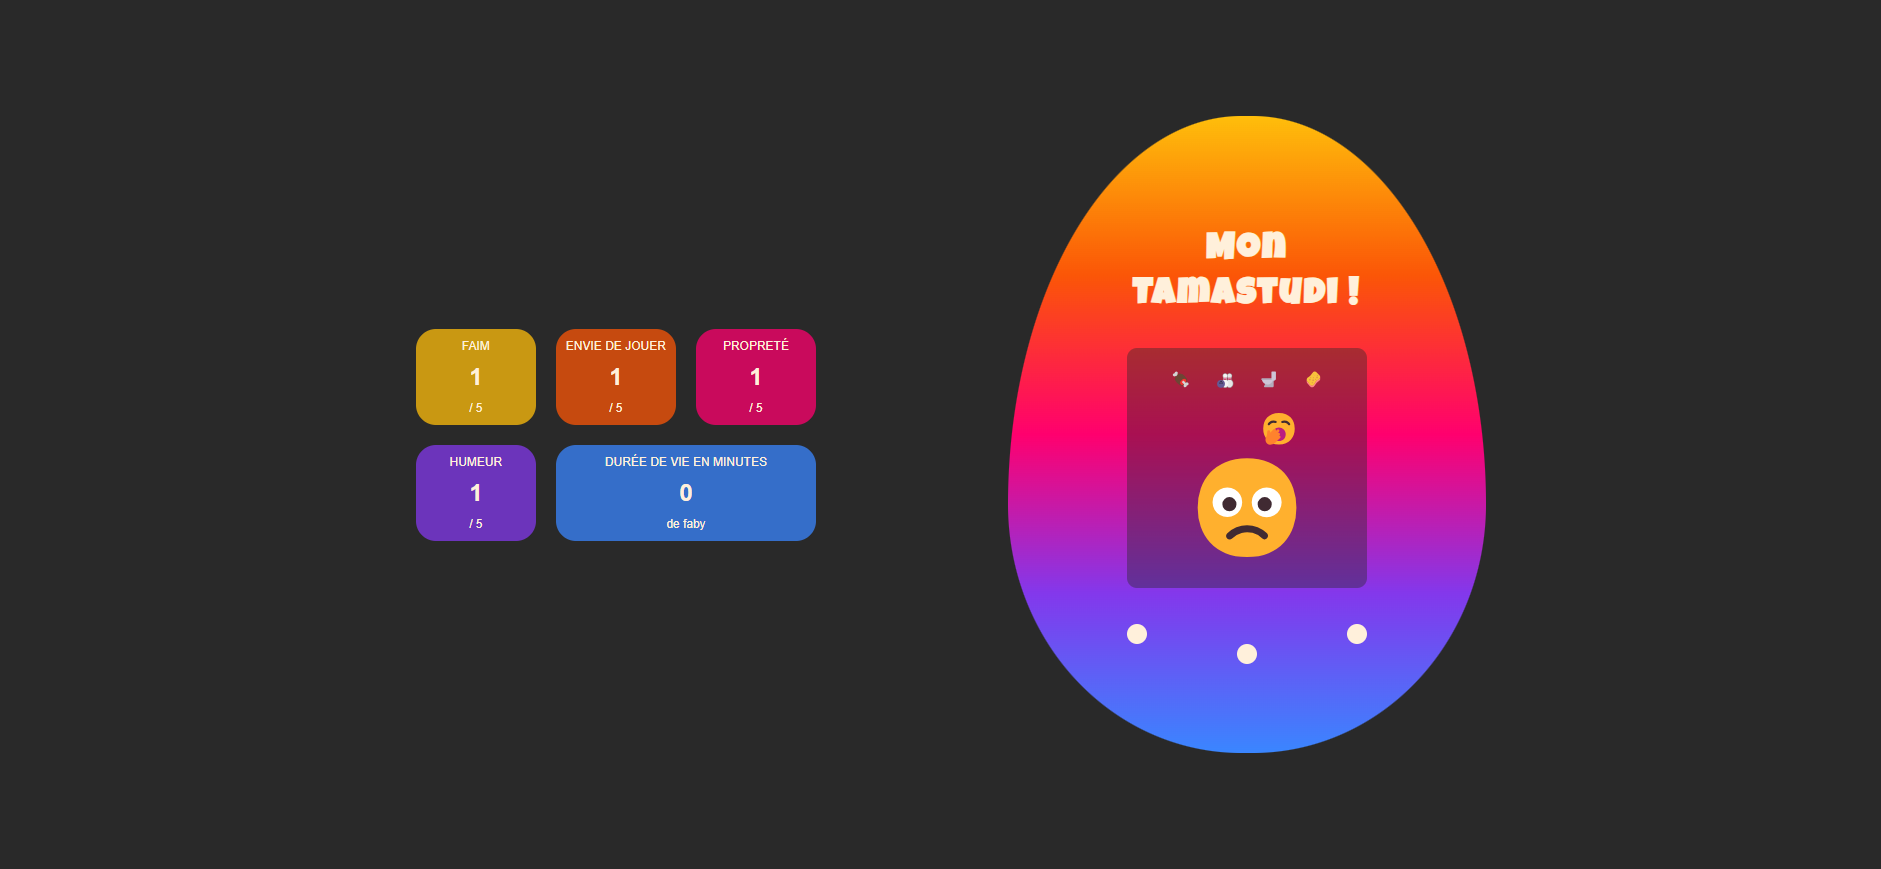 FAIM
1
/ 5
ENVIE DE JOUER
1
/ 5
PROPRETÉ
1
/ 5
HUMEUR
1
/ 5
DURÉE DE VIE EN MINUTES
0
de faby
Mon
TAMASTUDI !